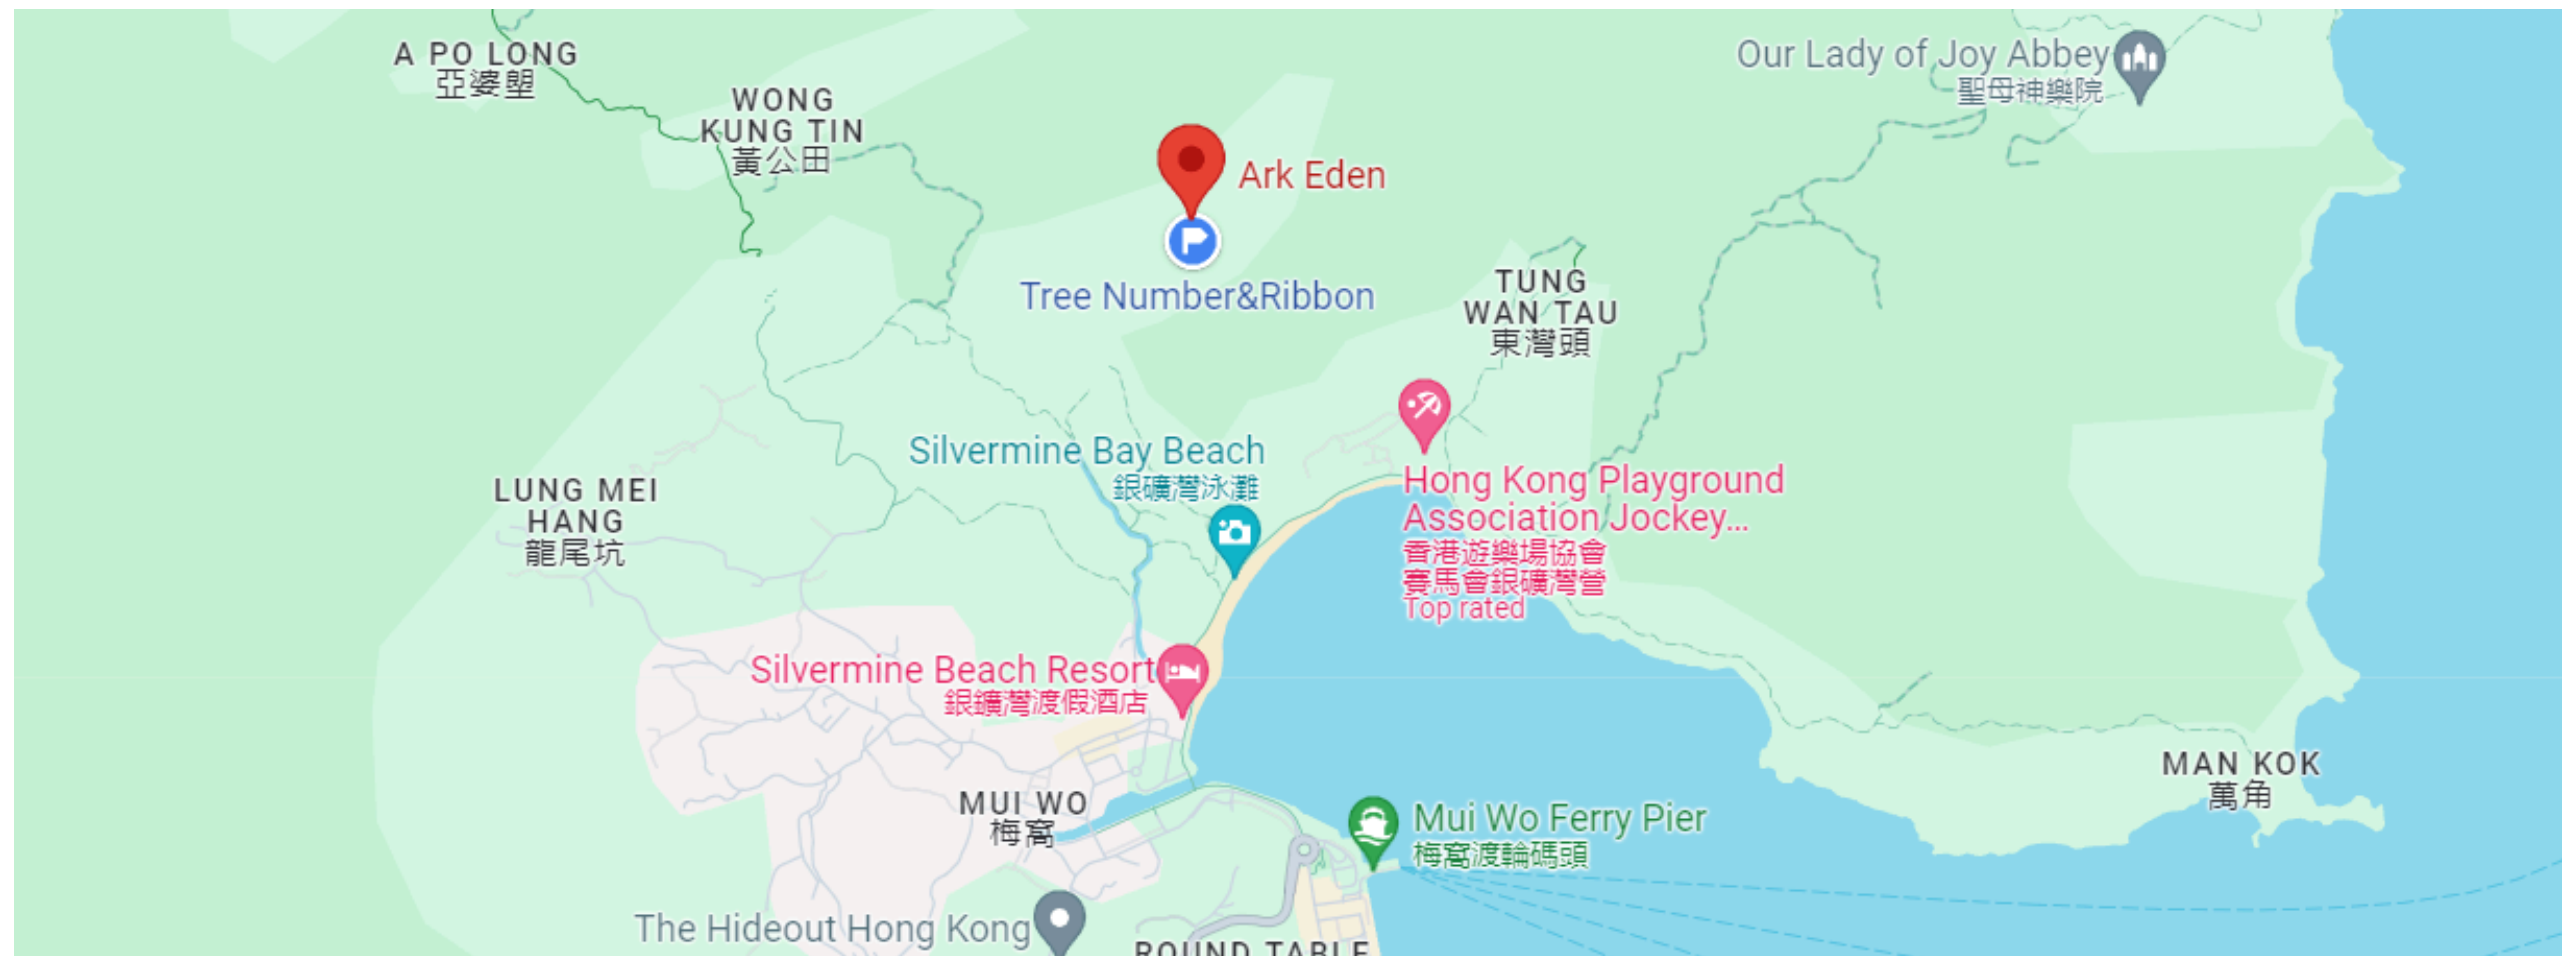 A PO LONG
亞婆塱
WONG
KUNG TIN
黃公田
Our Lady of Joy Abbey
聖母神樂院
Ark Eden
Tree Number&Ribbon
TUNG
WAN TAU
東灣頭
Silvermine Bay Beach
銀礦灣泳灘
LUNG MEI
HANG
龍尾坑
Hong Kong Playground
Association Jockey...
香港遊樂場協會
賽馬會銀礦灣營
Top rated
Silvermine Beach Resort
銀鑛灣渡假酒店
MUI WO
梅窩
MAN KOK
萬角
Mui Wo Ferry Pier
梅窩渡輪碼頭
The Hideout Hong Kong
ROUND TABLE